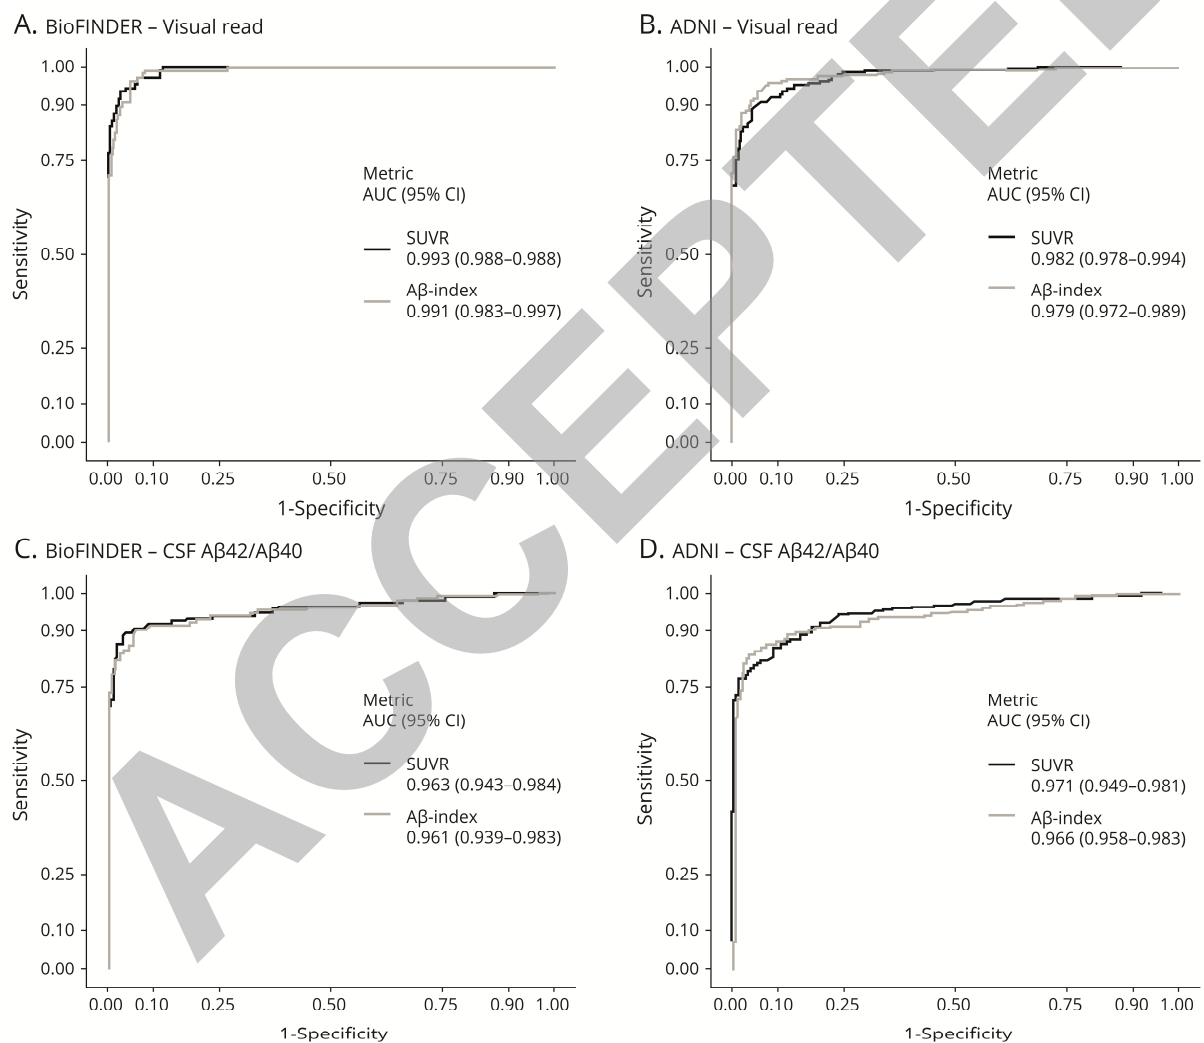 A. BioFINDER – Visual read
1.00
0.90
0.75
0.50
0.25
0.10
0.00
Sensitivity
Metric
AUC (95% CI)
SUVR
0.993 (0.988–0.988)
Aβ-index
0.991 (0.983–0.997)
0.00 0.10 0.25 0.50 0.75 0.90 1.00
1-Specificity
B. ADNI – Visual read
1.00
0.90
0.75
0.50
0.25
0.10
0.00
Sensitivity
Metric
AUC (95% CI)
SUVR
0.982 (0.978–0.994)
Aβ-index
0.979 (0.972–0.989)
0.00 0.10 0.25 0.50 0.75 0.90 1.00
1-Specificity
C. BioFINDER – CSF Aβ42/Aβ40
1.00
0.90
0.75
0.50
0.25
0.10
0.00
Sensitivity
Metric
AUC (95% CI)
SUVR
0.963 (0.943–0.984)
Aβ-index
0.961 (0.939–0.983)
0.00 0.10 0.25 0.50 0.75 0.90 1.00
1-Specificity
D. ADNI – CSF Aβ42/Aβ40
1.00
0.90
0.75
0.50
0.25
0.10
0.00
Sensitivity
Metric
AUC (95% CI)
SUVR
0.971 (0.949–0.981)
Aβ-index
0.966 (0.958–0.983)
0.00 0.10 0.25 0.50 0.75 0.90 1.00
1-Specificity
ACCEPTE